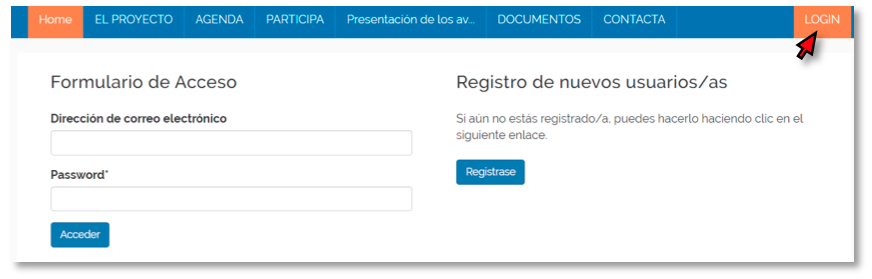 Home EL PROYECTO AGENDA PARTICIPA Presentación de los av... DOCUMENTOS CONTACTA LOGIN
Formulario de Acceso
Dirección de correo electrónico
Password*
Acceder
Registro de nuevos usuarios/as
Si aún no estás registrado/a, puedes hacerlo haciendo clic en el
siguiente enlace.
Registrase